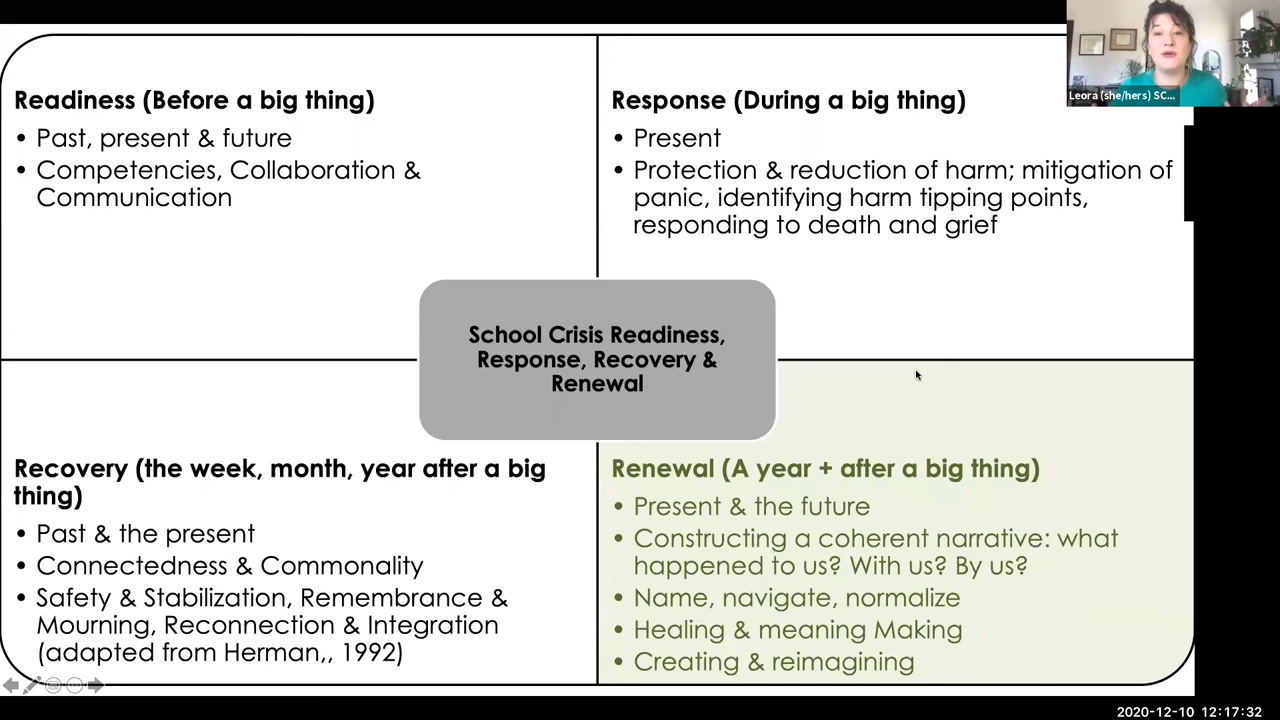 Readiness (Before a big thing)
• Past, present & future
• Competencies, Collaboration &
Communication
Response (During a big thing)
• Present
• Protection & reduction of harm; mitigation of
panic, identifying harm tipping points,
responding to death and grief
School Crisis Readiness,
Response, Recovery &
Renewal
Recovery (the week, month, year after a big
thing)
• Past & the present
• Connectedness & Commonality
• Safety & Stabilization, Remembrance &
Mourning, Reconnection & Integration
(adapted from Herman,, 1992)
Renewal (A year + after a big thing)
• Present & the future
• Constructing a coherent narrative: what
happened to us? With us? By us?
• Name, navigate, normalize
• Healing & meaning Making
• Creating & reimagining
Leora (she/hers) SC...
2020-12-10 12:17:32